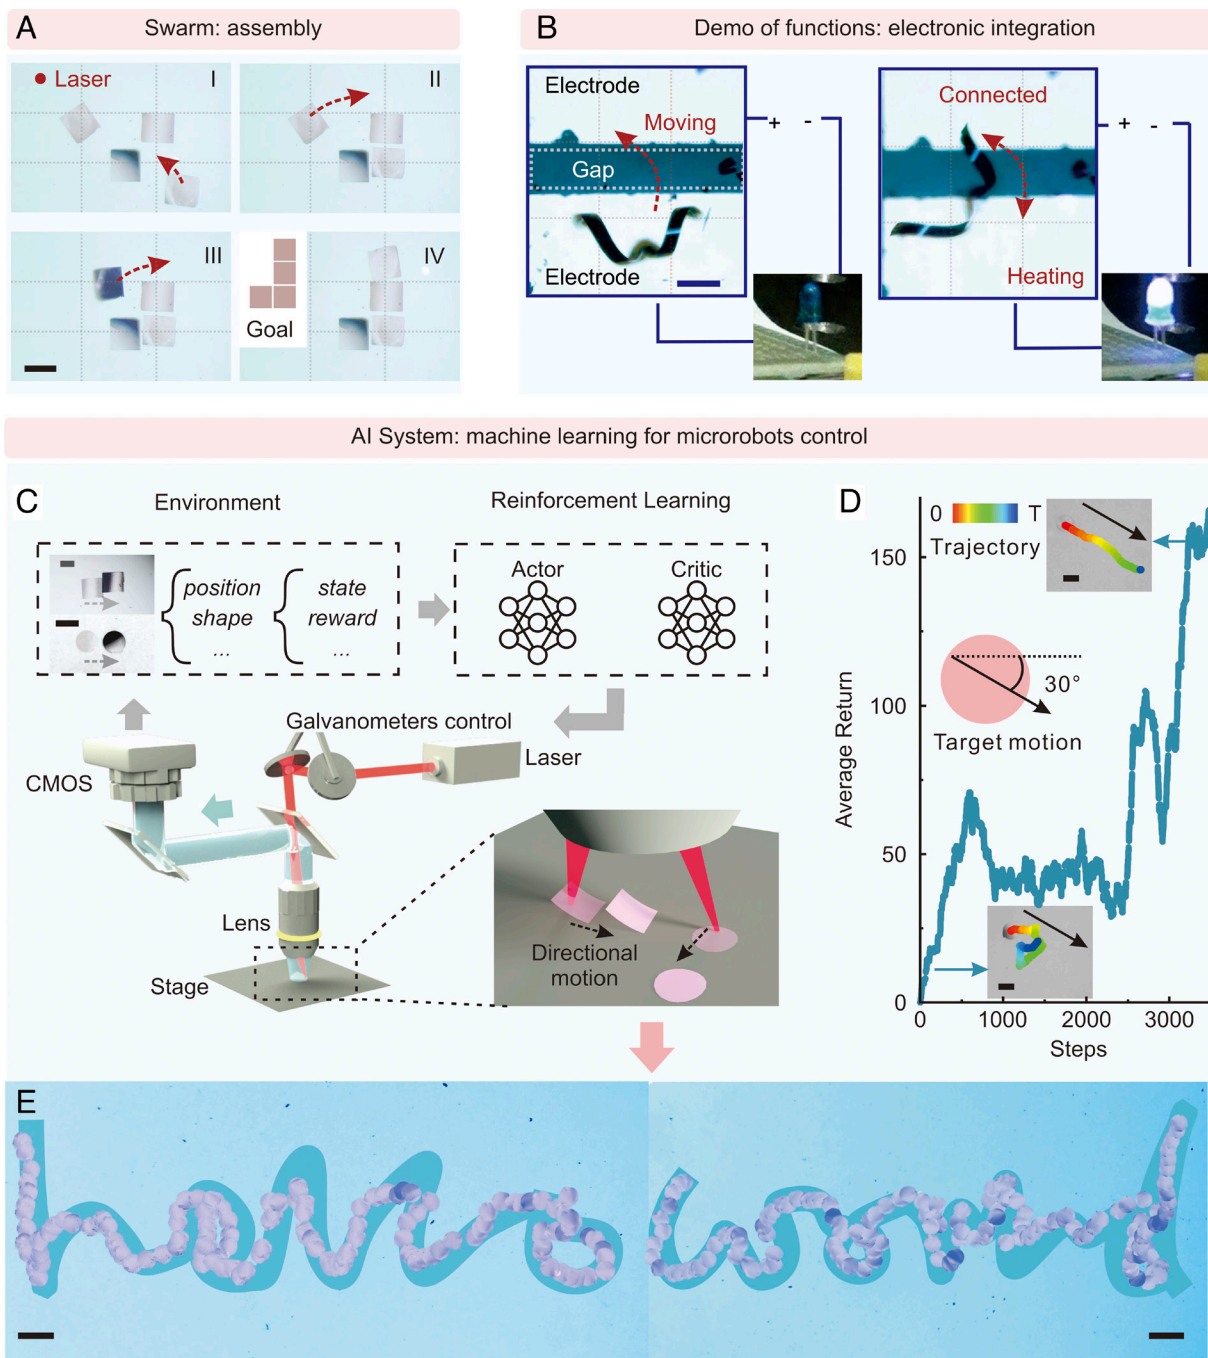 A
Swarm: assembly
Laser
I
II
III
Goal
IV
B
Demo of functions: electronic integration
Electrode
Moving
+ -
Gap
Electrode
Connected
+ -
Heating
AI System: machine learning for microrobots control
C
Environment
Reinforcement Learning
position
shape
...
state
reward
...
Actor
Critic
Galvanometers control
Laser
CMOS
Lens
Stage
Directional
motion
D
0 T
Trajectory
150
100
50
0
Average Return
30°
Target motion
0 1000 2000 3000
Steps
E
hello
world